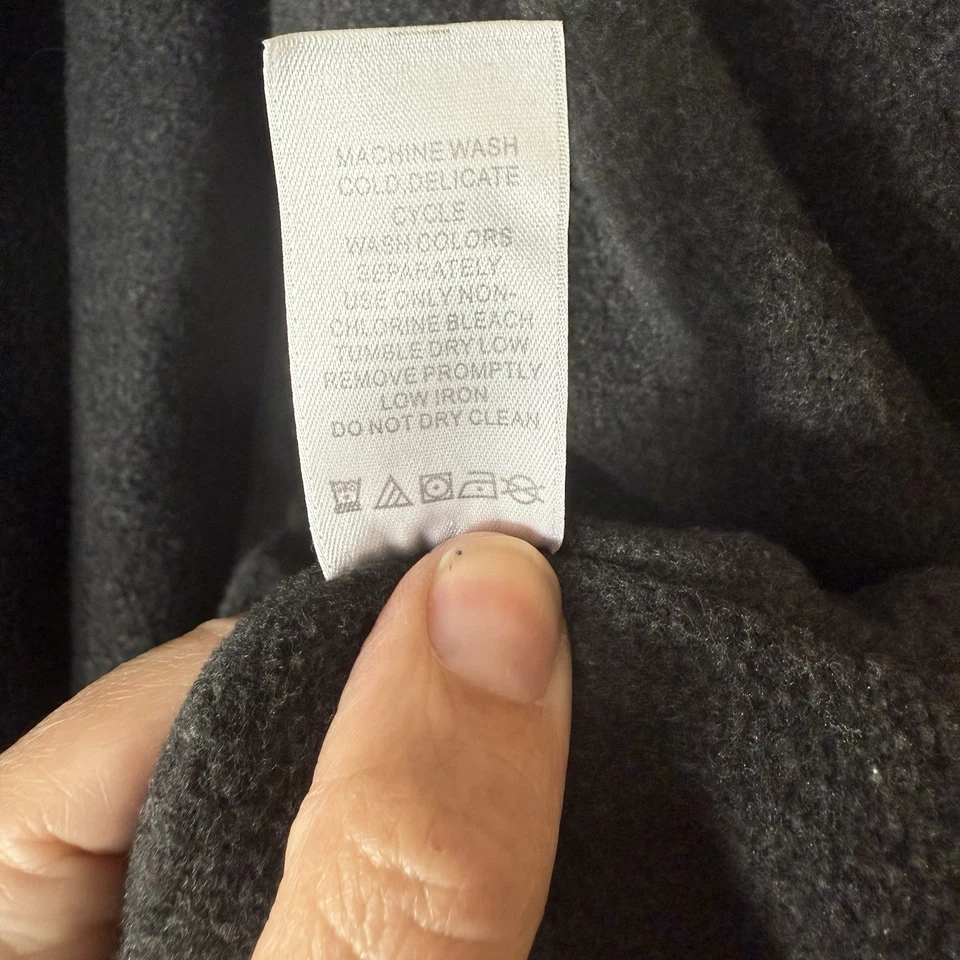 MACHINE WASH
COLD DELICATE
CYCLE
WASH COLORS
SEPARATELY
USE ONLY NON-
CHLORINE BLEACH
TUMBLE DRY LOW
REMOVE PROMPTLY
LOW IRON
DO NOT DRY CLEAN